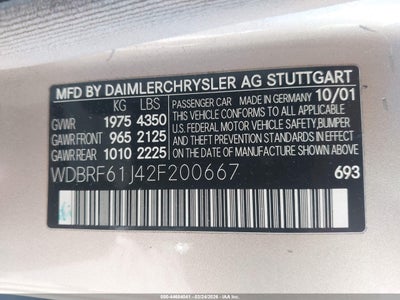 MFD BY DAIMLERCHRYSLER AG STUTTGART
KG LBS PASSENGER CAR MADE IN GERMANY 10/01
GVWR 1975 4350
GAWR FRONT 965 2125
GAWR REAR 1010 2225
THIS VEHICLE CONFORMS TO ALL APPLICABLE
U.S. FEDERAL MOTOR VEHICLE SAFETY, BUMPER
AND THEFT PREVENTION STANDARDS IN EFFECT
ON THE DATE OF MANUFACTURE SHOWN ABOVE
WDBRF61J42F200667 693